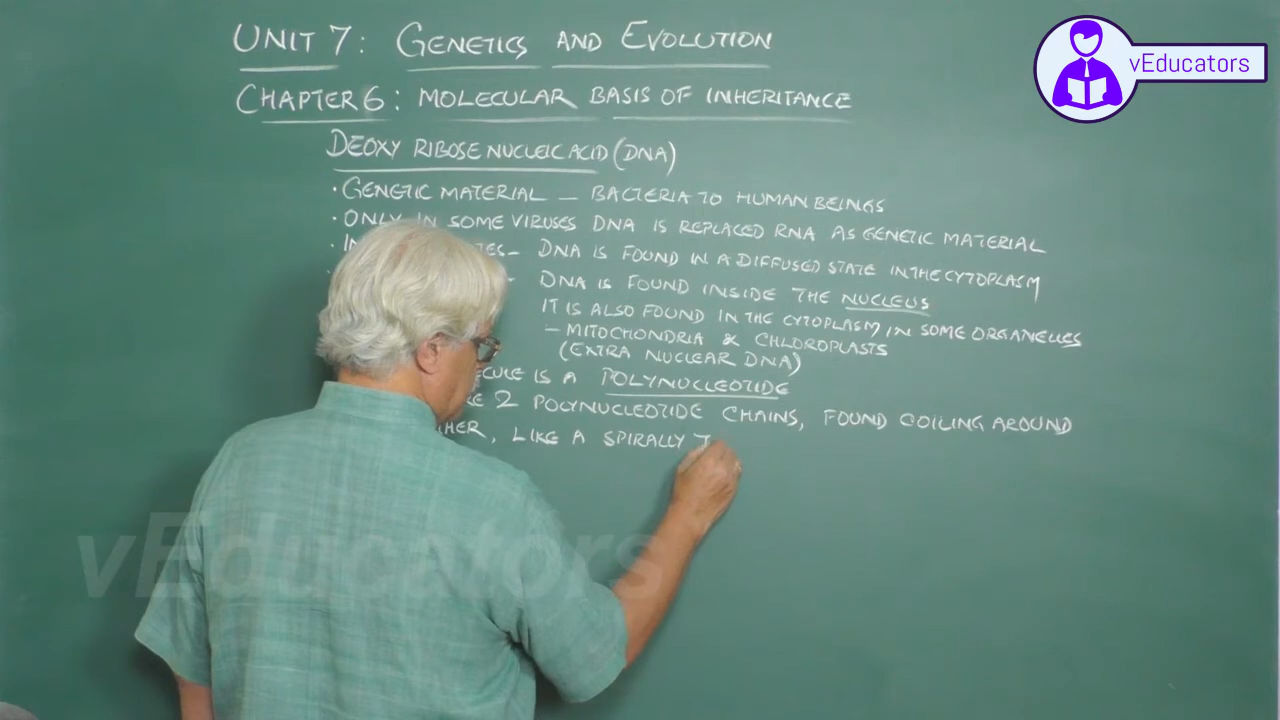 UNIT 7: GENETICS AND EVOLUTION
vEducators
CHAPTER 6: MOLECULAR BASIS OF INHERITANCE
DEOXY RIBOSE NUCLEIC ACID (DNA)
• GENETIC MATERIAL – BACTERIA TO HUMAN BEINGS
• ONLY IN SOME VIRUSES DNA IS REPLACED RNA AS GENETIC MATERIAL
• – DNA IS FOUND IN A DIFFUSED STATE IN THE CYTOPLASM
– DNA IS FOUND INSIDE THE NUCLEUS
IT IS ALSO FOUND IN THE CYTOPLASM IN SOME ORGANELLES
– MITOCHONDRIA & CHLOROPLASTS
(EXTRA NUCLEAR DNA)
IS A POLYNUCLEOTIDE
2 POLYNUCLEOTIDE CHAINS, FOUND COILING AROUND
, LIKE A SPIRALLY
vEducators